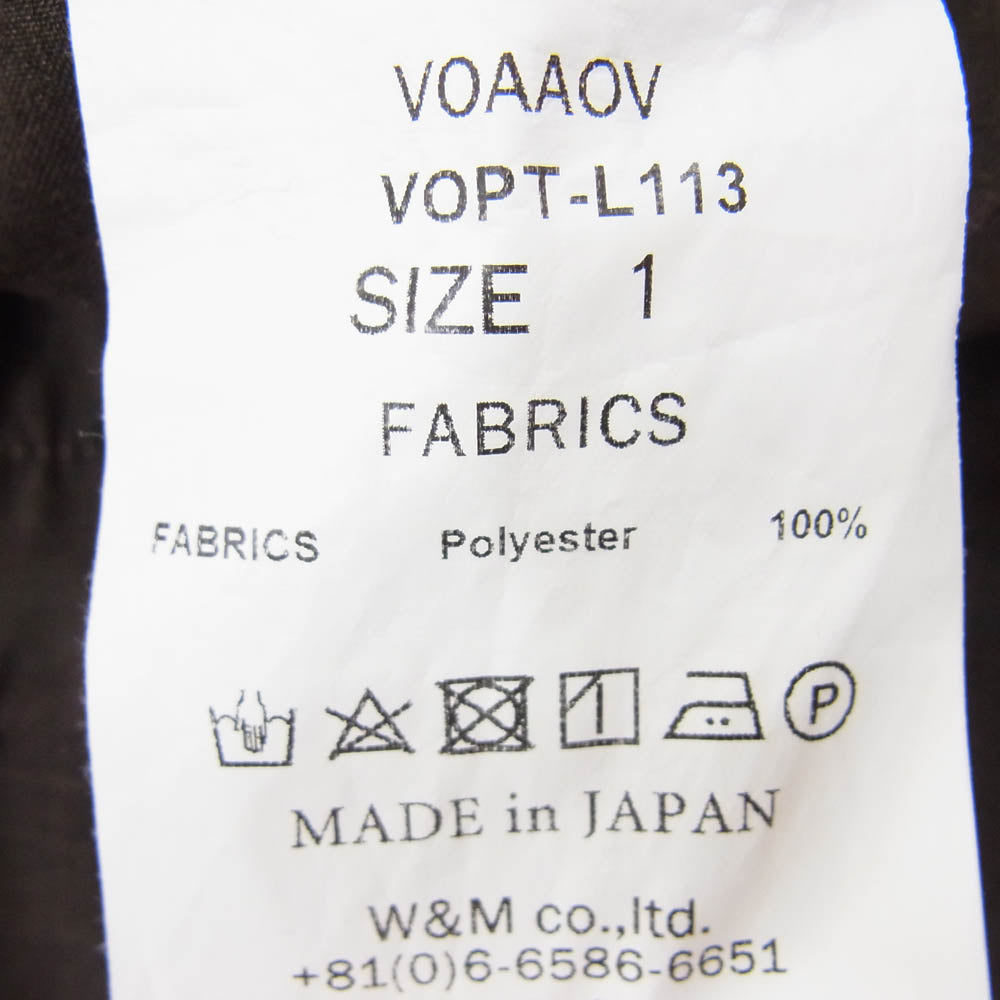 VOAAOV
VOPT-L113
SIZE 1
FABRICS
FABRICS Polyester 100%
P
MADE in JAPAN
W&M co.,ltd.
+81(0)6-6586-6651